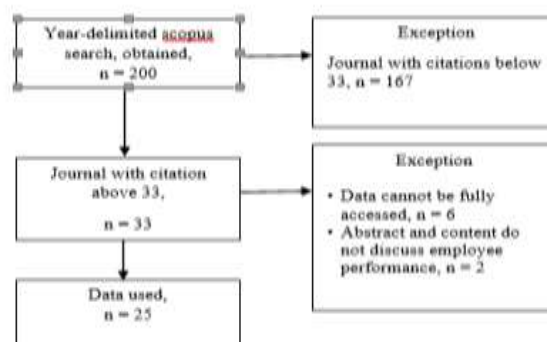 Year-delimited scopus
search, obtained,
n = 200
Exception
Journal with citations below
33, n = 167
Journal with citation
above 33,
n = 33
Exception
• Data cannot be fully
accessed, n = 6
• Abstract and content do
not discuss employee
performance, n = 2
Data used,
n = 25